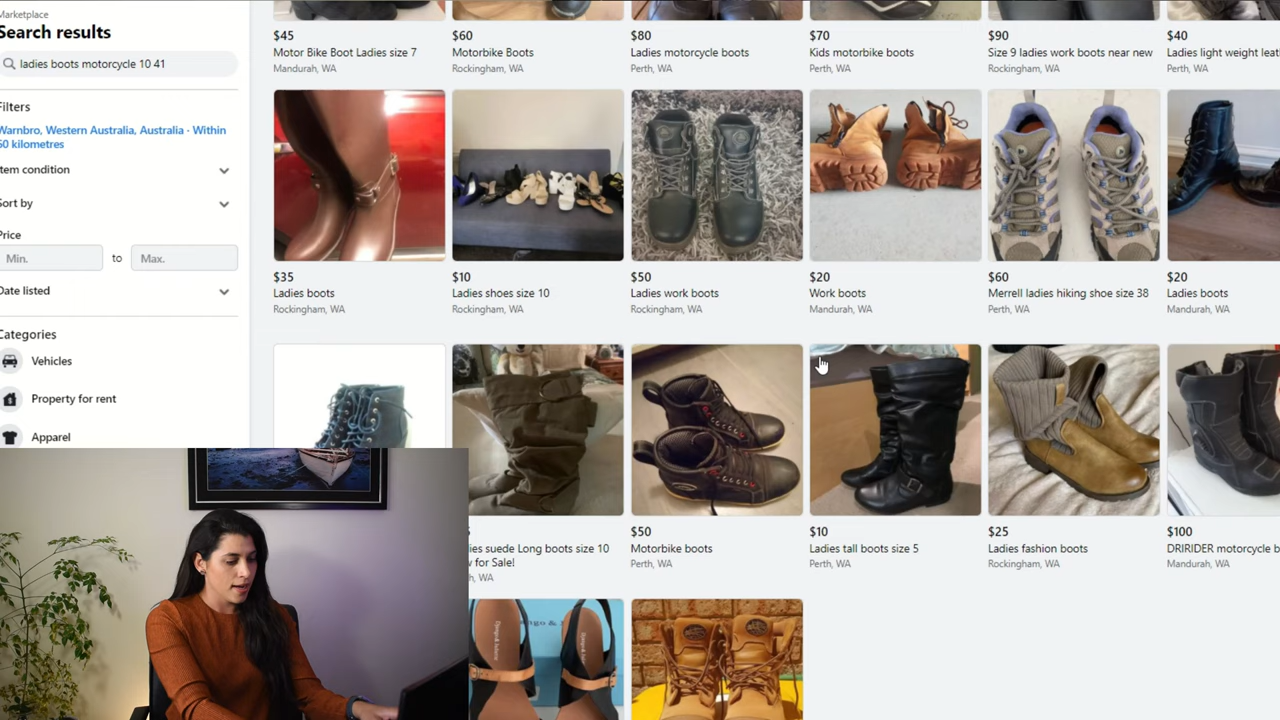 Marketplace
Search results
ladies boots motorcycle 10 41
Filters
Warnbro, Western Australia, Australia · Within
60 kilometres
tem condition
Sort by
Price
Min.
to
Max.
Date listed
Categories
Vehicles
Property for rent
Apparel
$45
Motor Bike Boot Ladies size 7
Mandurah, WA
$60
Motorbike Boots
Rockingham, WA
$80
Ladies motorcycle boots
Perth, WA
$70
Kids motorbike boots
Perth, WA
$90
Size 9 ladies work boots near new
Rockingham, WA
$40
Ladies light weight leat
Perth, WA
$35
Ladies boots
Rockingham, WA
$10
Ladies shoes size 10
Rockingham, WA
$50
Ladies work boots
Rockingham, WA
$20
Work boots
Mandurah, WA
$60
Merrell ladies hiking shoe size 38
Perth, WA
$20
Ladies boots
Mandurah, WA
ies suede Long boots size 10
for Sale!
WA
$50
Motorbike boots
Perth, WA
$10
Ladies tall boots size 5
Perth, WA
$25
Ladies fashion boots
Rockingham, WA
$100
DRIRIDER motorcycle b
Mandurah, WA